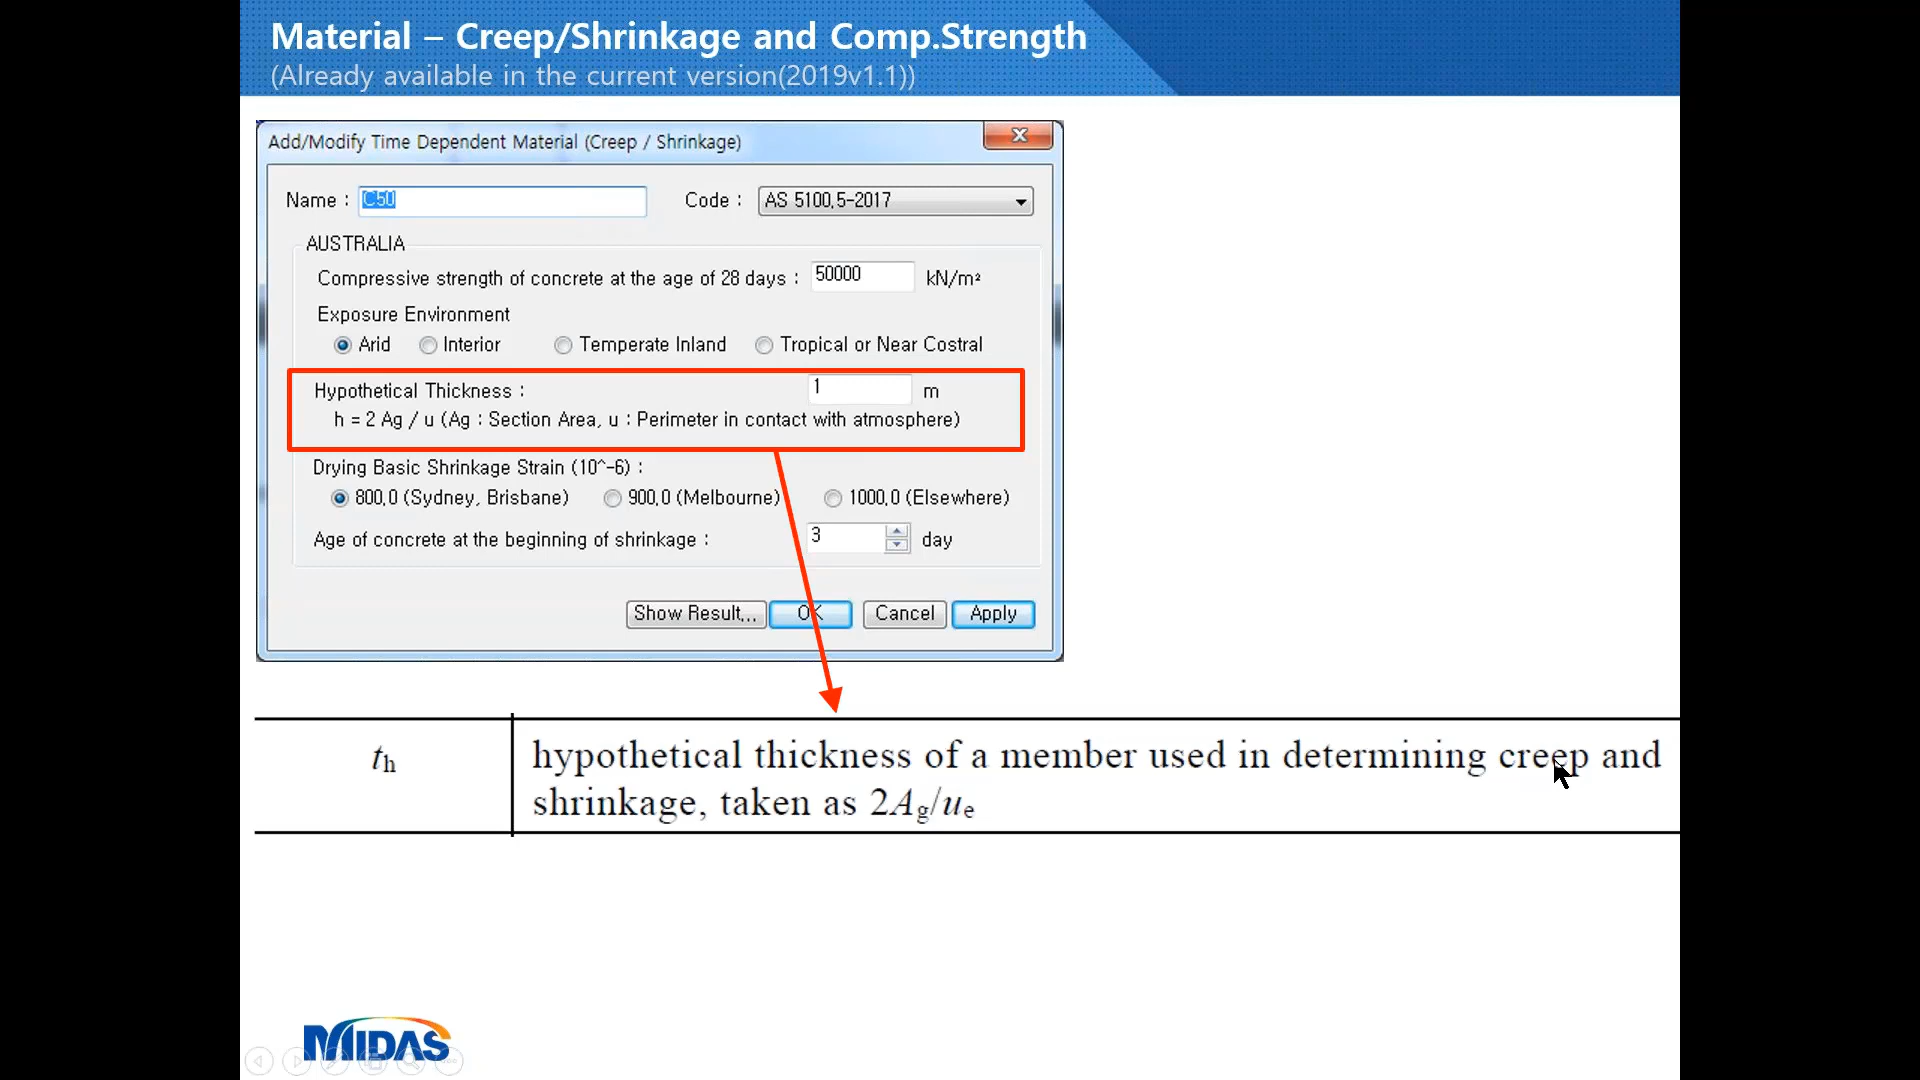 Material – Creep/Shrinkage and Comp.Strength
(Already available in the current version(2019v1.1))
Add/Modify Time Dependent Material (Creep / Shrinkage)
Name : C50 Code : AS 5100,5-2017
AUSTRALIA
Compressive strength of concrete at the age of 28 days : 50000 kN/m²
Exposure Environment
Arid Interior Temperate Inland Tropical or Near Costral
Hypothetical Thickness : 1 m
h = 2 Ag / u (Ag : Section Area, u : Perimeter in contact with atmosphere)
Drying Basic Shrinkage Strain (10^-6) :
800,0 (Sydney, Brisbane) 900,0 (Melbourne) 1000,0 (Elsewhere)
Age of concrete at the beginning of shrinkage : 3 day
Show Result,,, OK Cancel Apply
th hypothetical thickness of a member used in determining creep and
shrinkage, taken as 2Ag/ue
MIDAS